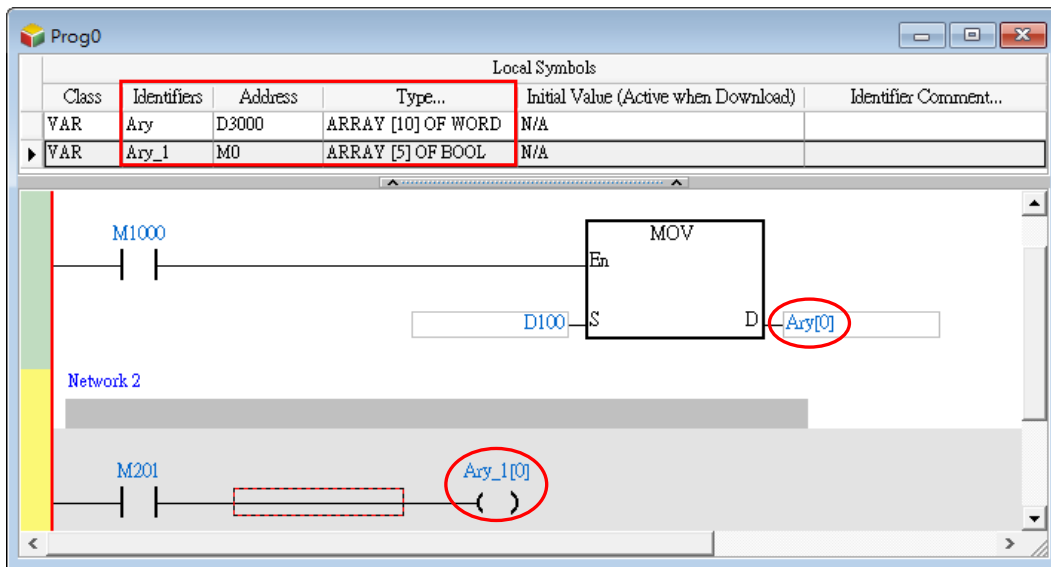 Prog0
Local Symbols
Class Identifiers Address Type... Initial Value (Active when Download) Identifier Comment...
VAR Ary D3000 ARRAY [10] OF WORD N/A
VAR Ary_1 M0 ARRAY [5] OF BOOL N/A
M1000 MOV
En
D100 S D Ary[0]
Network 2
M201 Ary_1[0]